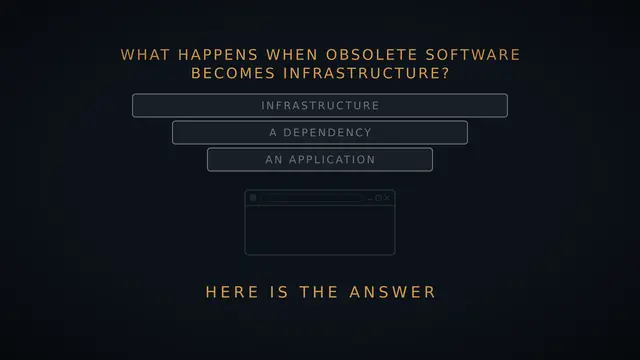 WHAT HAPPENS WHEN OBSOLETE SOFTWARE
BECOMES INFRASTRUCTURE?
INFRASTRUCTURE
A DEPENDENCY
AN APPLICATION
HERE IS THE ANSWER